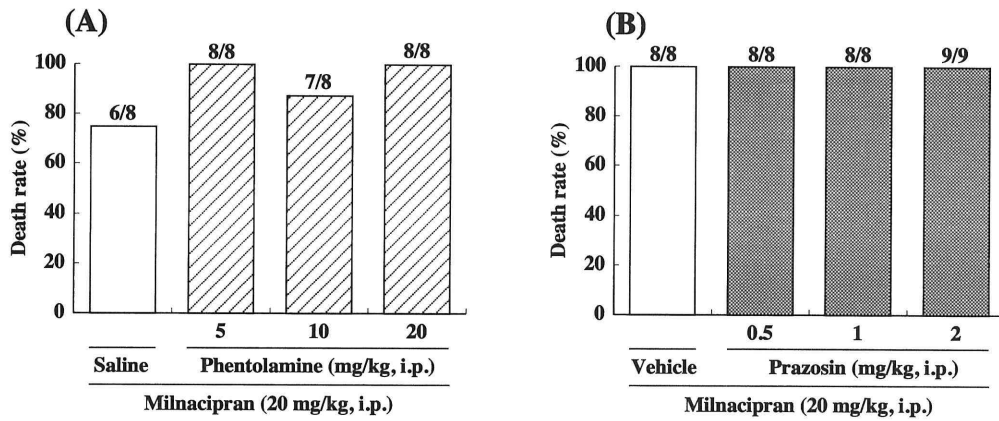 (A)
8/8
8/8
7/8
6/8
100
80
60
40
20
0
Death rate (%)
5 10 20
Saline Phentolamine (mg/kg, i.p.)
Milnacipran (20 mg/kg, i.p.)
(B)
8/8 8/8 8/8 9/9
100
80
60
40
20
0
Death rate (%)
0.5 1 2
Vehicle Prazosin (mg/kg, i.p.)
Milnacipran (20 mg/kg, i.p.)